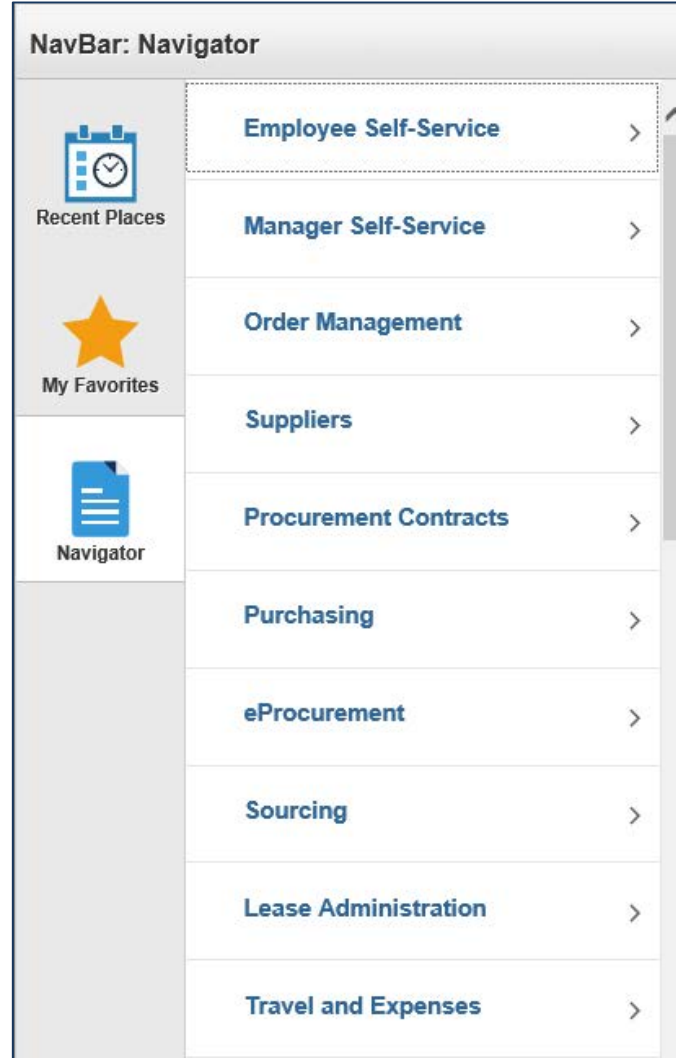 NavBar: Navigator
Recent Places
My Favorites
Navigator
Employee Self-Service
Manager Self-Service
Order Management
Suppliers
Procurement Contracts
Purchasing
eProcurement
Sourcing
Lease Administration
Travel and Expenses